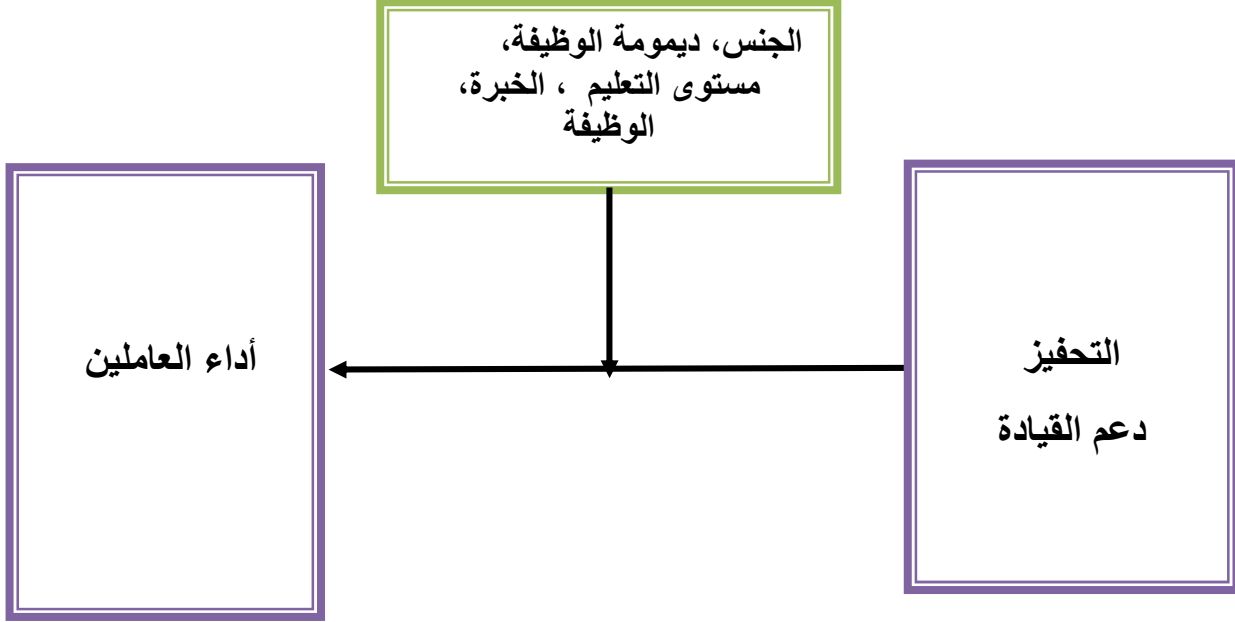 الجنس، ديمومة الوظيفة،
مستوى التعليم ، الخبرة،
الوظيفة
التحفيز
دعم القيادة
أداء العاملين